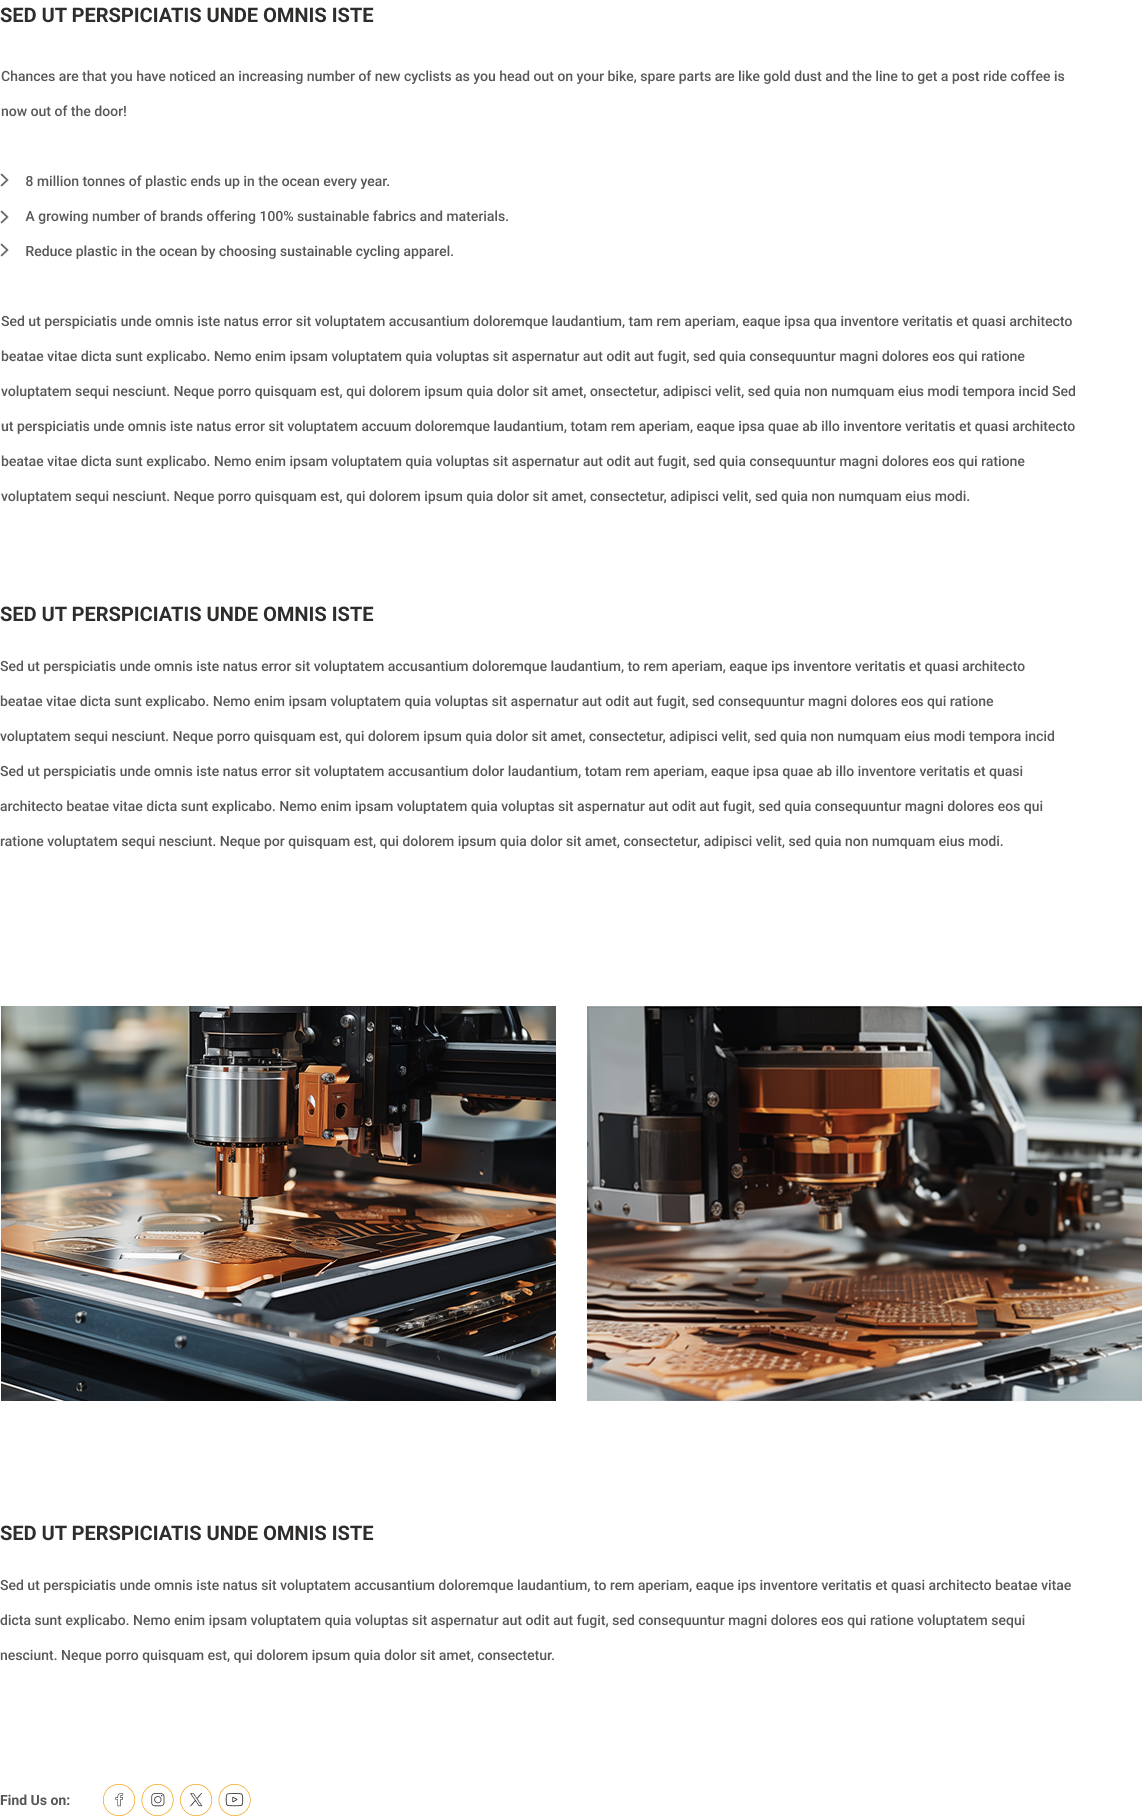 SED UT PERSPICIATIS UNDE OMNIS ISTE
Chances are that you have noticed an increasing number of new cyclists as you head out on your bike, spare parts are like gold dust and the line to get a post ride coffee is
now out of the door!
8 million tonnes of plastic ends up in the ocean every year.
A growing number of brands offering 100% sustainable fabrics and materials.
Reduce plastic in the ocean by choosing sustainable cycling apparel.
Sed ut perspiciatis unde omnis iste natus error sit voluptatem accusantium doloremque laudantium, tam rem aperiam, eaque ipsa qua inventore veritatis et quasi architecto
beatae vitae dicta sunt explicabo. Nemo enim ipsam voluptatem quia voluptas sit aspernatur aut odit aut fugit, sed quia consequuntur magni dolores eos qui ratione
voluptatem sequi nesciunt. Neque porro quisquam est, qui dolorem ipsum quia dolor sit amet, onsectetur, adipisci velit, sed quia non numquam eius modi tempora incid Sed
ut perspiciatis unde omnis iste natus error sit voluptatem accuum doloremque laudantium, totam rem aperiam, eaque ipsa quae ab illo inventore veritatis et quasi architecto
beatae vitae dicta sunt explicabo. Nemo enim ipsam voluptatem quia voluptas sit aspernatur aut odit aut fugit, sed quia consequuntur magni dolores eos qui ratione
voluptatem sequi nesciunt. Neque porro quisquam est, qui dolorem ipsum quia dolor sit amet, consectetur, adipisci velit, sed quia non numquam eius modi.
SED UT PERSPICIATIS UNDE OMNIS ISTE
Sed ut perspiciatis unde omnis iste natus error sit voluptatem accusantium doloremque laudantium, to rem aperiam, eaque ips inventore veritatis et quasi architecto
beatae vitae dicta sunt explicabo. Nemo enim ipsam voluptatem quia voluptas sit aspernatur aut odit aut fugit, sed consequuntur magni dolores eos qui ratione
voluptatem sequi nesciunt. Neque porro quisquam est, qui dolorem ipsum quia dolor sit amet, consectetur, adipisci velit, sed quia non numquam eius modi tempora incid
Sed ut perspiciatis unde omnis iste natus error sit voluptatem accusantium dolor laudantium, totam rem aperiam, eaque ipsa quae ab illo inventore veritatis et quasi
architecto beatae vitae dicta sunt explicabo. Nemo enim ipsam voluptatem quia voluptas sit aspernatur aut odit aut fugit, sed quia consequuntur magni dolores eos qui
ratione voluptatem sequi nesciunt. Neque por quisquam est, qui dolorem ipsum quia dolor sit amet, consectetur, adipisci velit, sed quia non numquam eius modi.
SED UT PERSPICIATIS UNDE OMNIS ISTE
Sed ut perspiciatis unde omnis iste natus sit voluptatem accusantium doloremque laudantium, to rem aperiam, eaque ips inventore veritatis et quasi architecto beatae vitae
dicta sunt explicabo. Nemo enim ipsam voluptatem quia voluptas sit aspernatur aut odit aut fugit, sed consequuntur magni dolores eos qui ratione voluptatem sequi
nesciunt. Neque porro quisquam est, qui dolorem ipsum quia dolor sit amet, consectetur.
Find Us on: